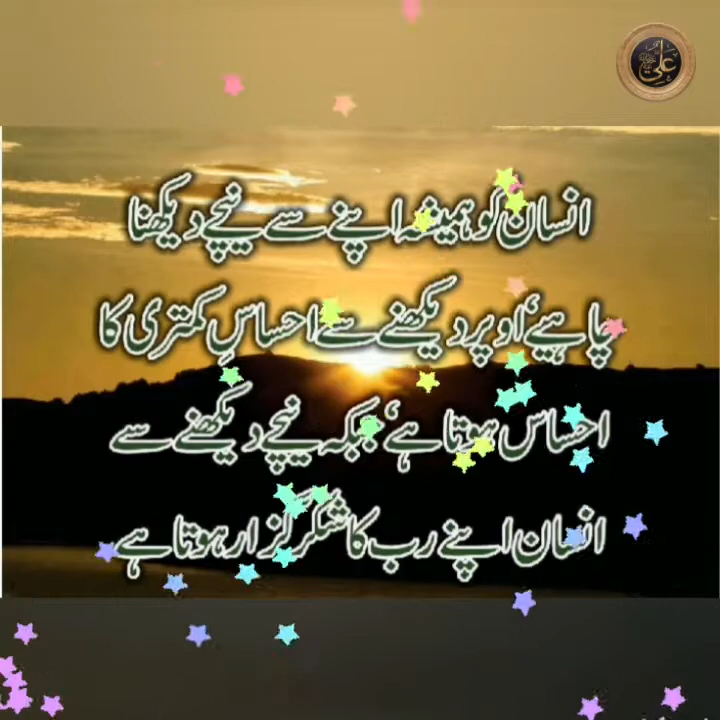 علی
انسان کو ہمیشہ اپنے سے نیچے دیکھنا
چاہیے، اوپر دیکھنے سے احساسِ کمتری کا
احساس ہوتا ہے، جبکہ نیچے دیکھنے سے
انسان اپنے رب کا شکر گزار ہوتا ہے